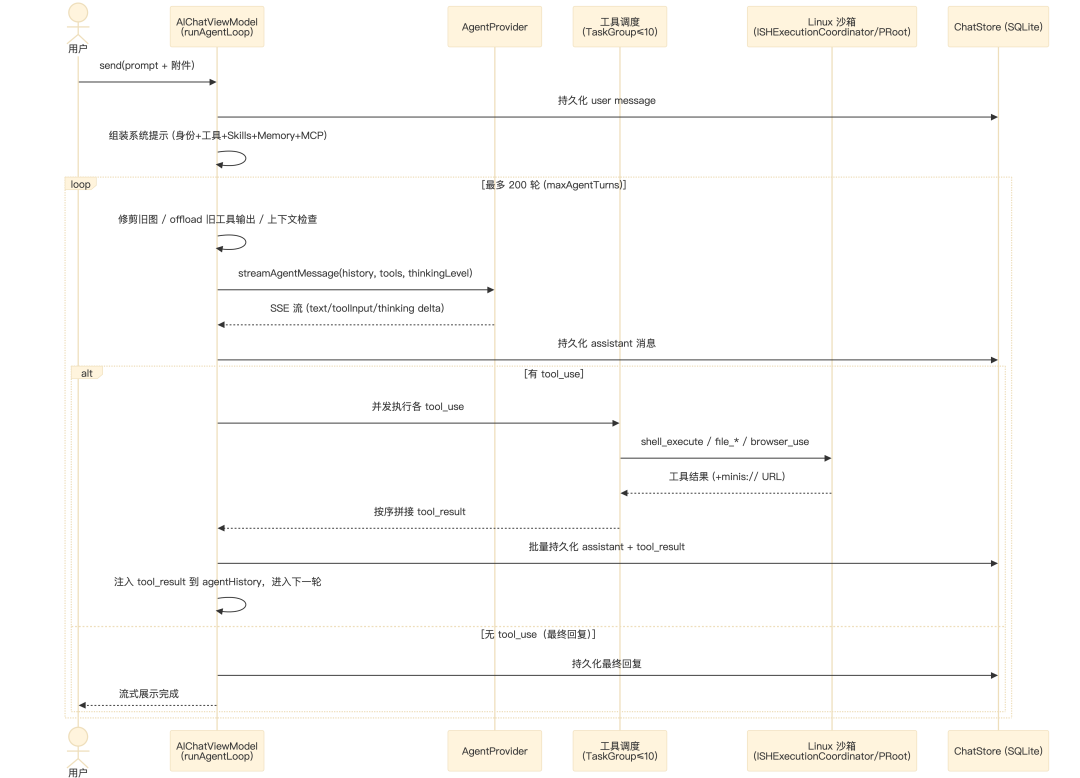 用户
AIChatViewModel
(runAgentLoop)
AgentProvider
工具调度
(TaskGroup≤10)
Linux 沙箱
(ISHExecutionCoordinator/PRoot)
ChatStore (SQLite)
send(prompt + 附件)
持久化 user message
组装系统提示 (身份+工具+Skills+Memory+MCP)
loop
[最多 200 轮 (maxAgentTurns)]
修剪旧图 / offload 旧工具输出 / 上下文检查
streamAgentMessage(history, tools, thinkingLevel)
SSE 流 (text/toolInput/thinking delta)
持久化 assistant 消息
alt
[有 tool_use]
并发执行各 tool_use
shell_execute / file_* / browser_use
工具结果 (+minis:// URL)
按序拼接 tool_result
批量持久化 assistant + tool_result
注入 tool_result 到 agentHistory，进入下一轮
[无 tool_use（最终回复）]
持久化最终回复
流式展示完成
用户
AIChatViewModel
(runAgentLoop)
AgentProvider
工具调度
(TaskGroup≤10)
Linux 沙箱
(ISHExecutionCoordinator/PRoot)
ChatStore (SQLite)